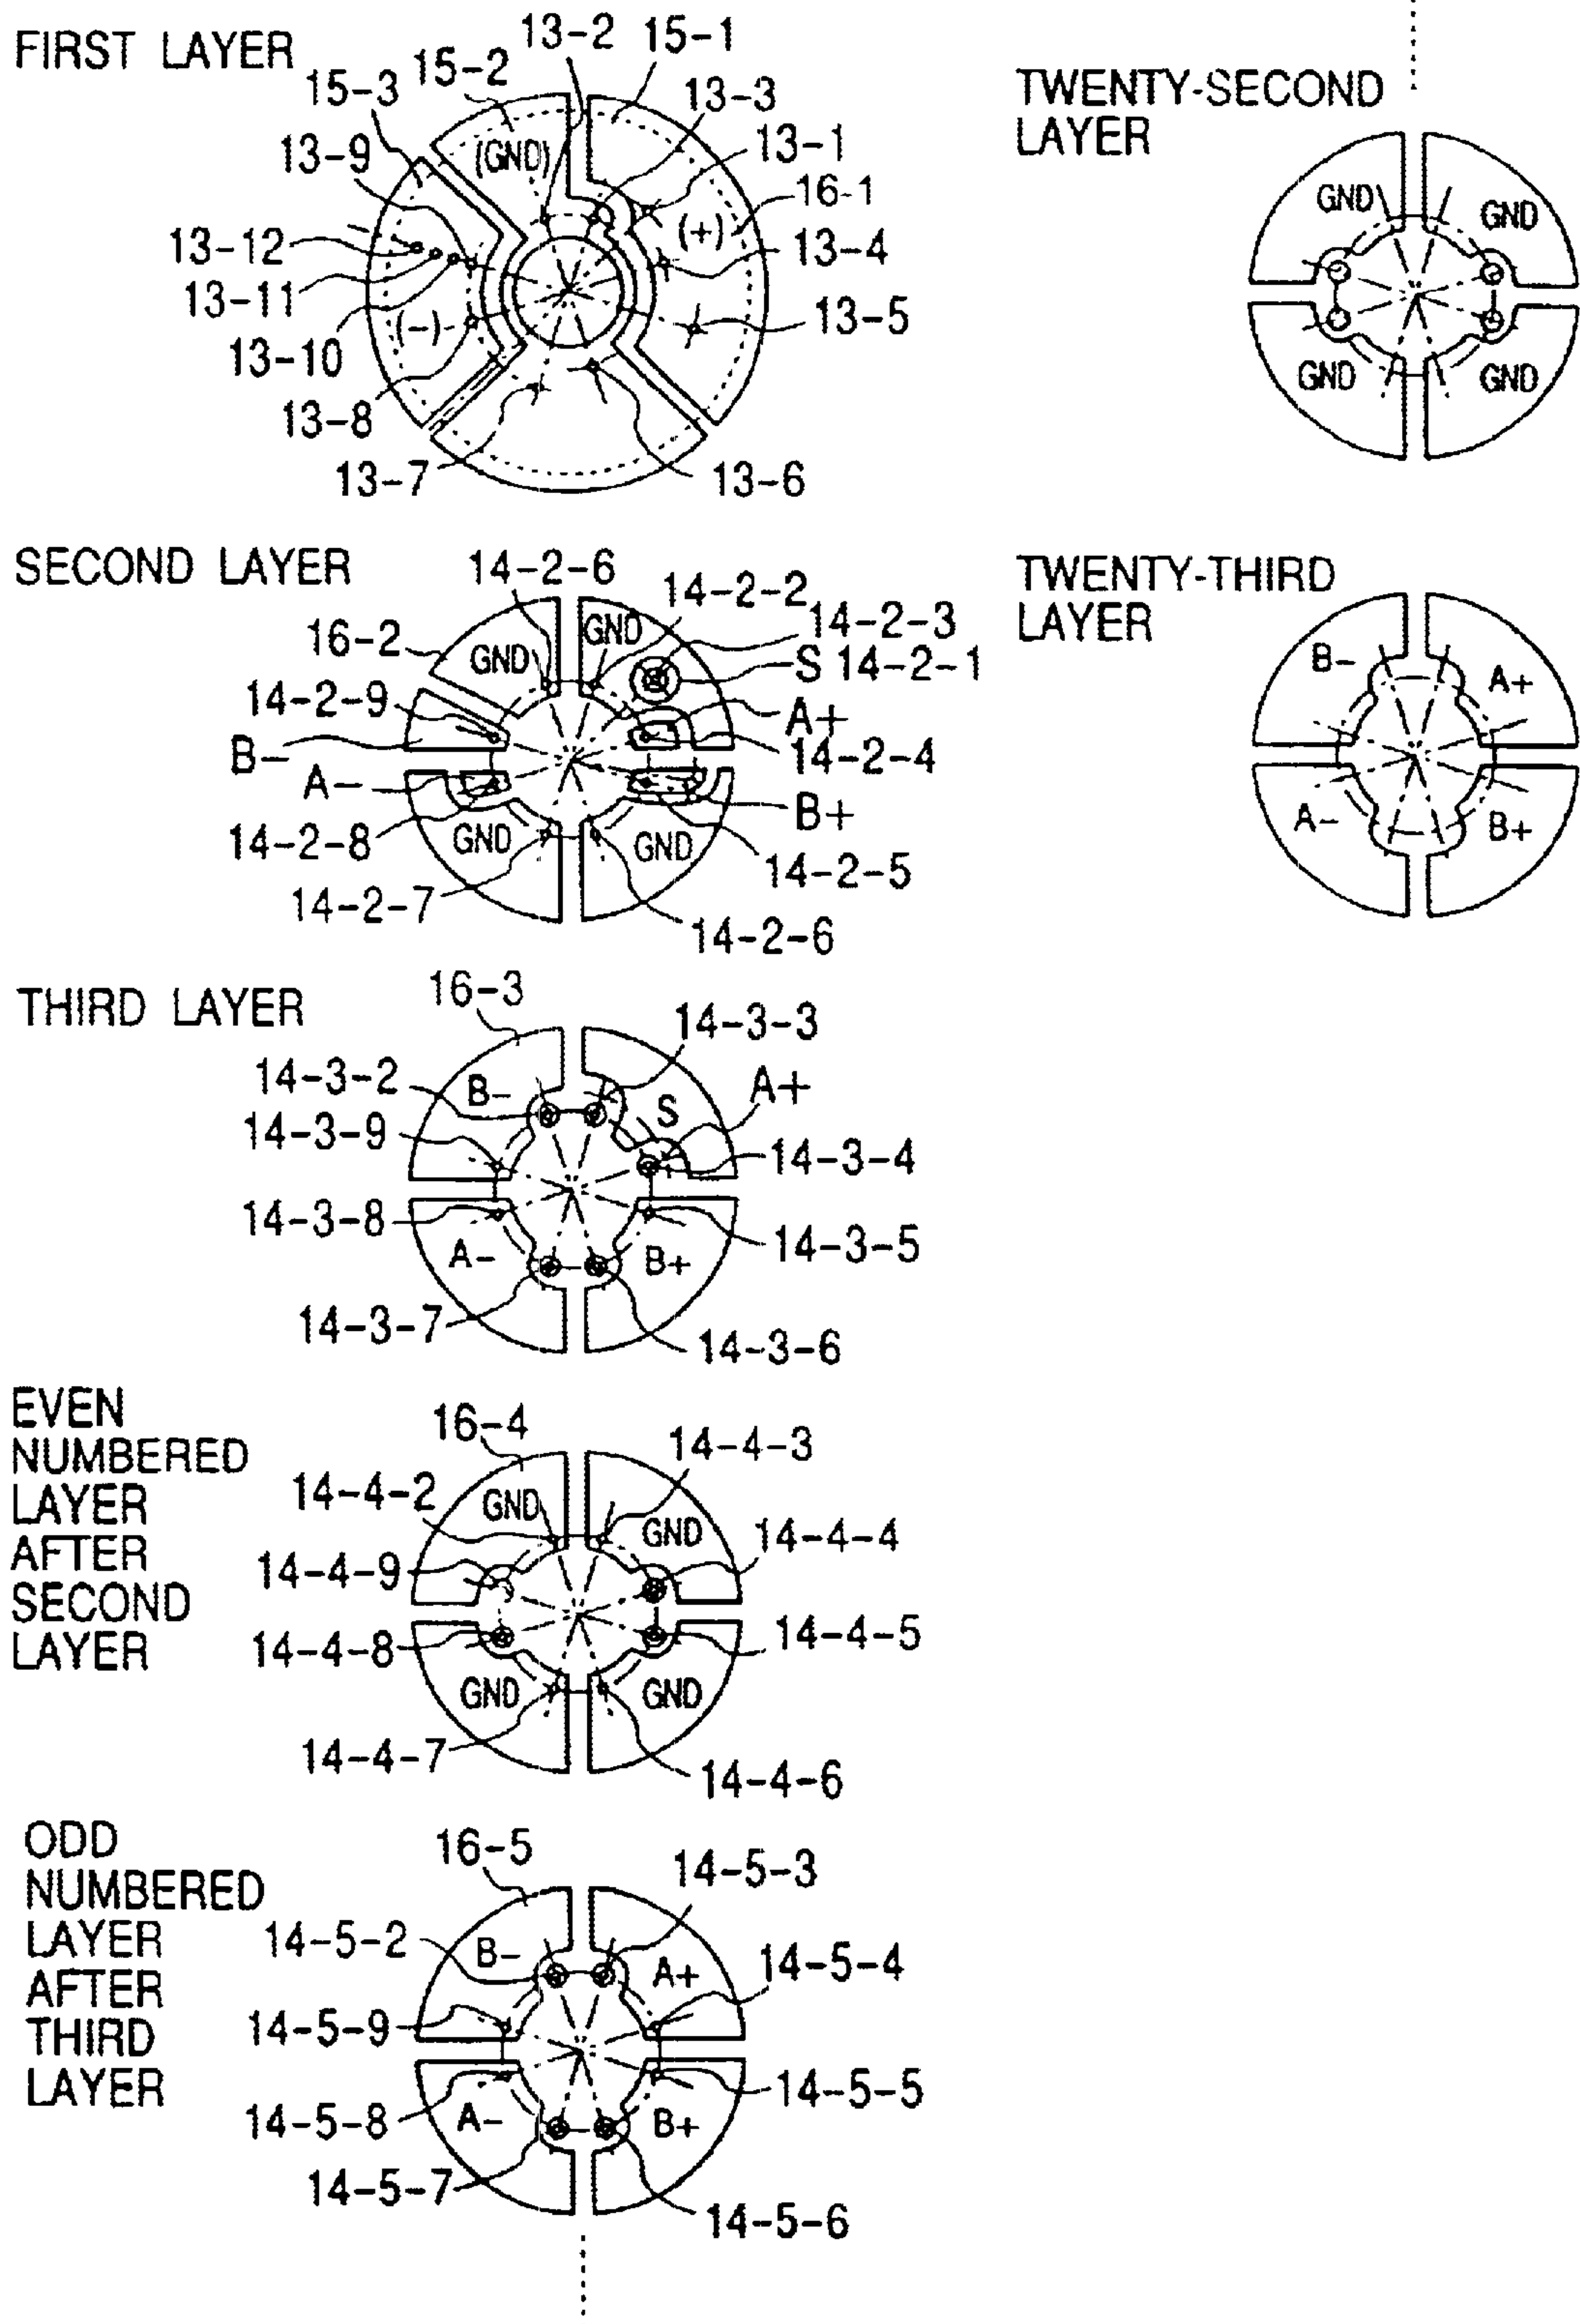 FIRST LAYER
13-2
15-1
15-2
15-3
13-3
13-9
(GND)
13-1
16-1
(+)
13-12
13-4
13-11
13-5
(-)
13-10
13-8
13-7
13-6
SECOND LAYER
14-2-6
14-2-2
14-2-3
16-2
GND
GND
S 14-2-1
14-2-9
A+
B-
14-2-4
A-
B+
14-2-8
GND
GND
14-2-5
14-2-7
14-2-6
THIRD LAYER
16-3
14-3-3
14-3-2
B-
A+
S
14-3-9
14-3-4
14-3-8
14-3-5
A-
B+
14-3-7
14-3-6
EVEN
NUMBERED
LAYER
AFTER
SECOND
LAYER
16-4
14-4-3
14-4-2
GND
GND
14-4-4
14-4-9
14-4-8
14-4-5
GND
GND
14-4-7
14-4-6
ODD
NUMBERED
LAYER
AFTER
THIRD
LAYER
16-5
14-5-3
14-5-2
B-
A+
14-5-4
14-5-9
14-5-5
14-5-8
A-
B+
14-5-7
14-5-6
TWENTY-SECOND
LAYER
GND
GND
GND
GND
TWENTY-THIRD
LAYER
B-
A+
A-
B+